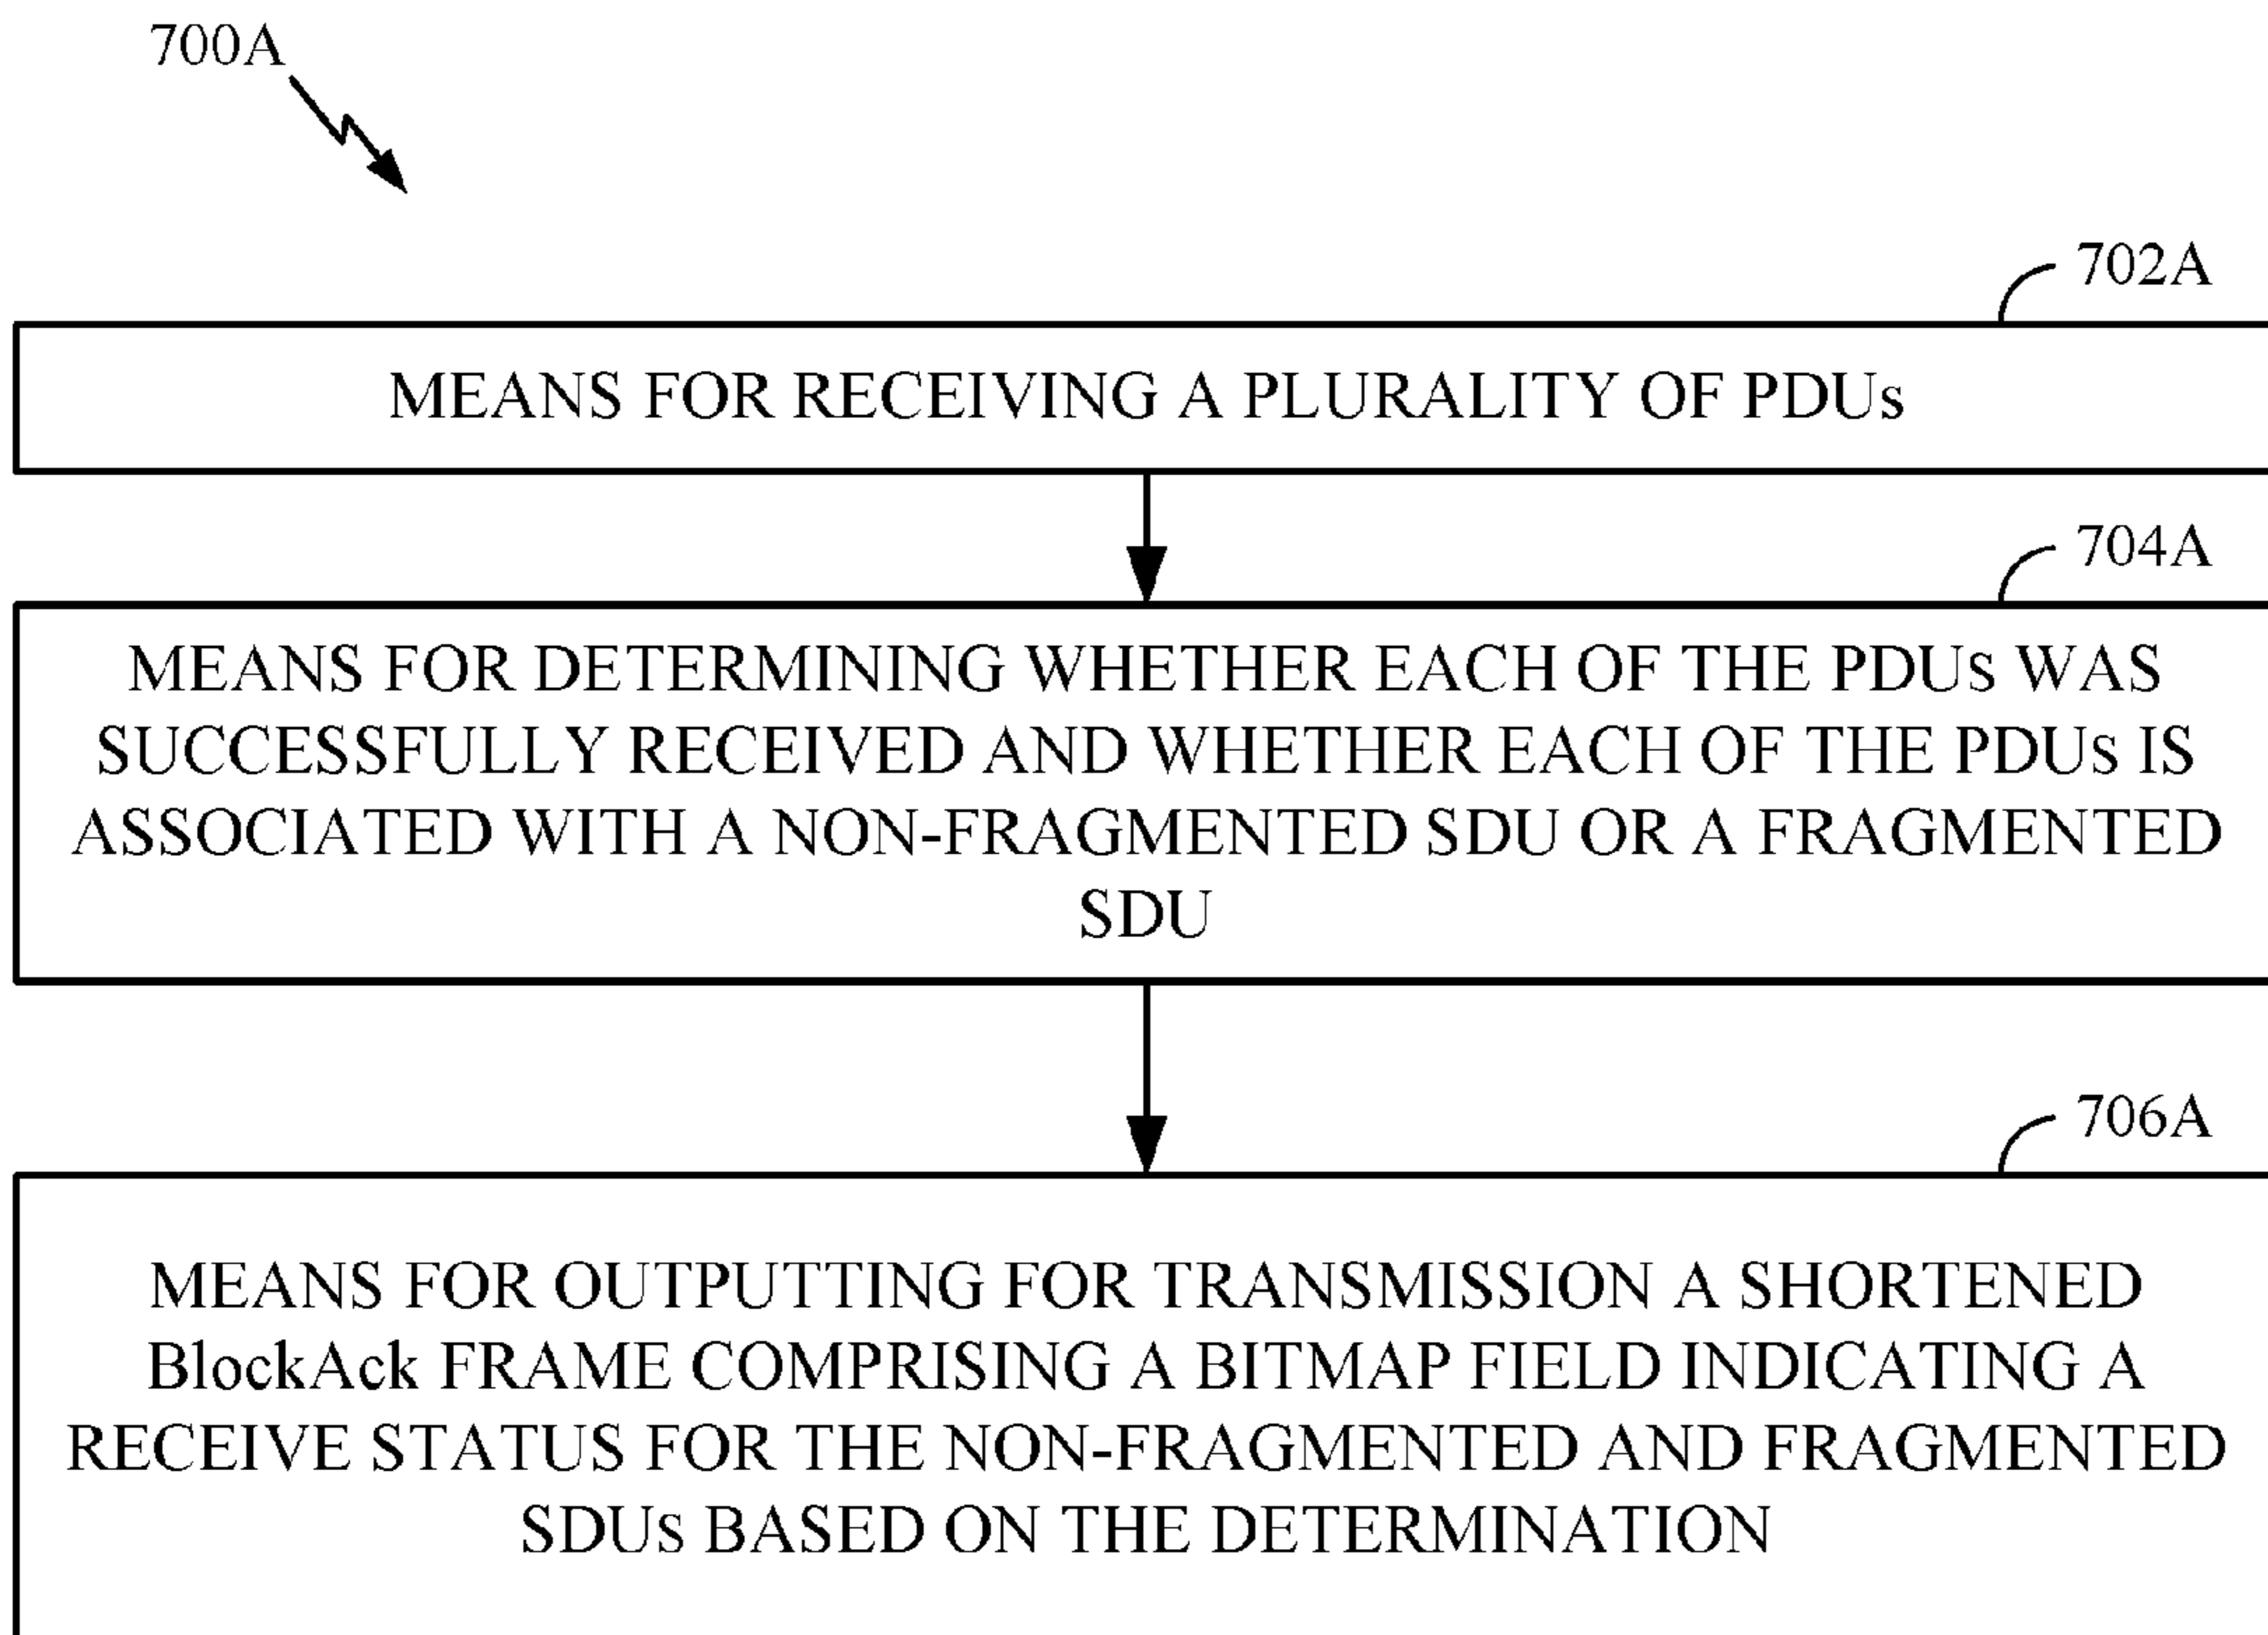 700A
702A
MEANS FOR RECEIVING A PLURALITY OF PDUs
704A
MEANS FOR DETERMINING WHETHER EACH OF THE PDUs WAS
SUCCESSFULLY RECEIVED AND WHETHER EACH OF THE PDUs IS
ASSOCIATED WITH A NON-FRAGMENTED SDU OR A FRAGMENTED
SDU
706A
MEANS FOR OUTPUTTING FOR TRANSMISSION A SHORTENED
BlockAck FRAME COMPRISING A BITMAP FIELD INDICATING A
RECEIVE STATUS FOR THE NON-FRAGMENTED AND FRAGMENTED
SDUs BASED ON THE DETERMINATION